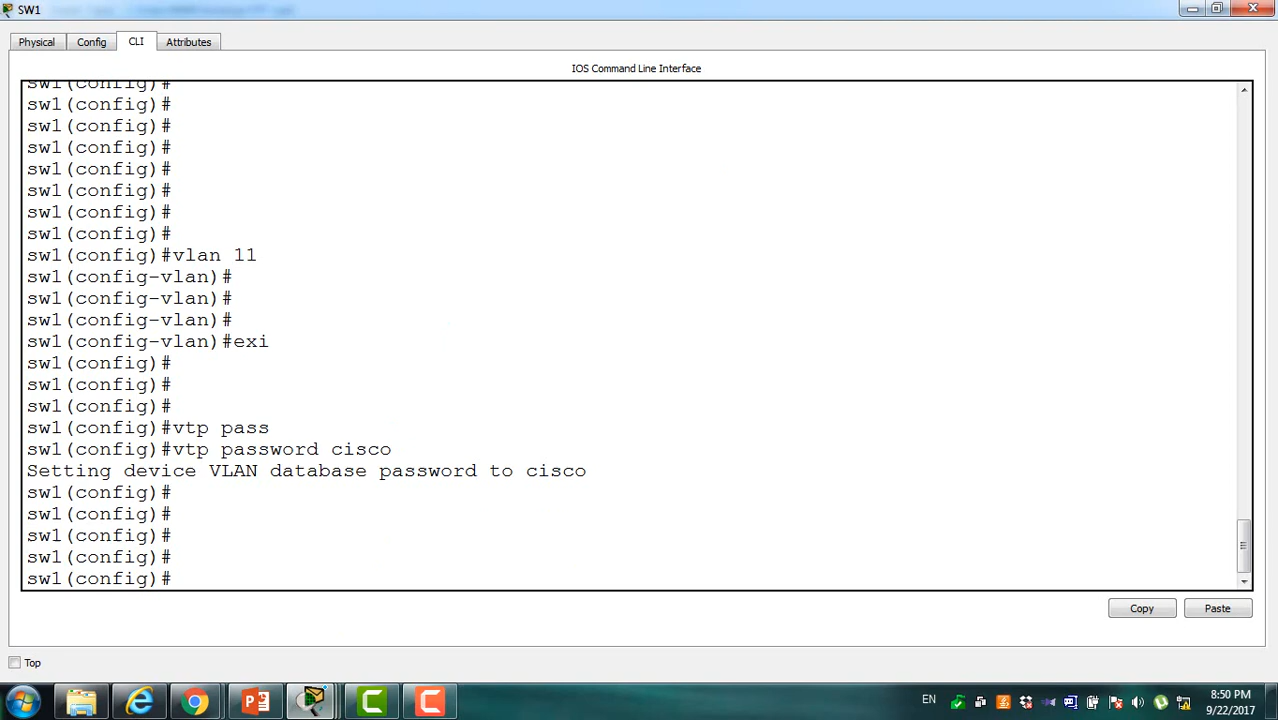 SW1
Physical Config CLI Attributes
IOS Command Line Interface
sw1(config)#
sw1(config)#
sw1(config)#
sw1(config)#
sw1(config)#
sw1(config)#
sw1(config)#
sw1(config)#
sw1(config)#vlan 11
sw1(config-vlan)#
sw1(config-vlan)#
sw1(config-vlan)#
sw1(config-vlan)#exi
sw1(config)#
sw1(config)#
sw1(config)#
sw1(config)#vtp pass
sw1(config)#vtp password cisco
Setting device VLAN database password to cisco
sw1(config)#
sw1(config)#
sw1(config)#
sw1(config)#
sw1(config)#
Copy Paste
Top
EN
8:50 PM
9/22/2017